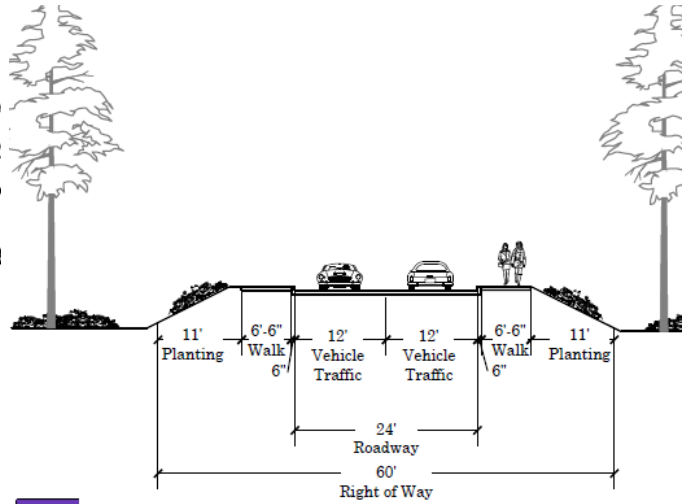 11'
Planting
6'-6"
Walk
6"
12'
Vehicle
Traffic
12'
Vehicle
Traffic
6'-6"
Walk
6"
11'
Planting
24'
Roadway
60'
Right of Way